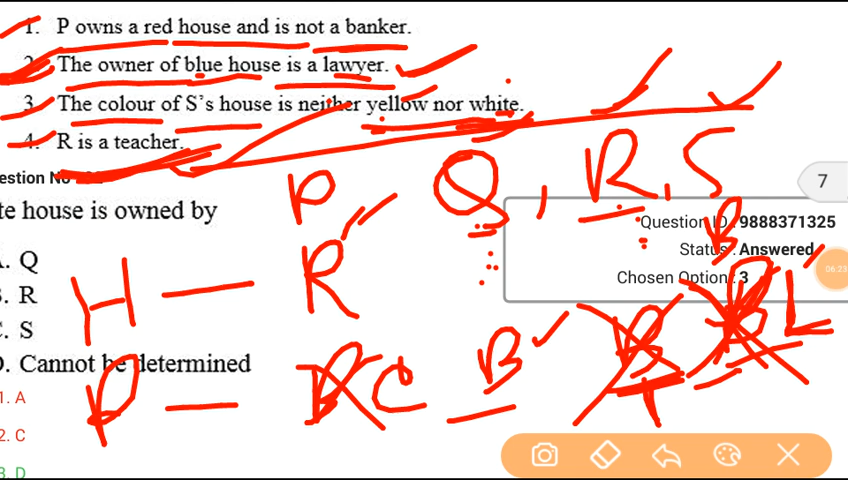 1. P owns a red house and is not a banker.
2. The owner of blue house is a lawyer.
3. The colour of S's house is neither yellow nor white.
4. R is a teacher.
estion No
te house is owned by
A. Q
B. R
C. S
D. Cannot be determined
1. A
2. C
3. D
7
Question ID : 9888371325
Status : Answered
Chosen Option : 3
06:23
P Q, R, S
H — R
B L
P — C B T